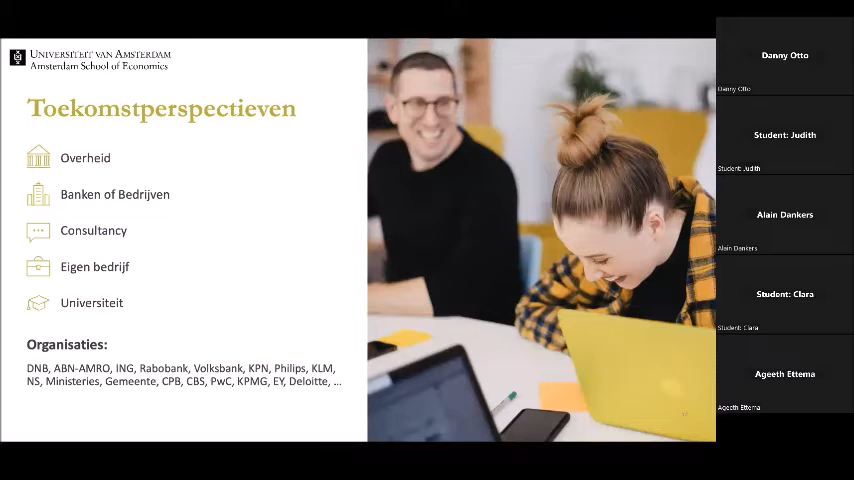 UNIVERSITEIT VAN AMSTERDAM
Amsterdam School of Economics
Toekomstperspectieven
Overheid
Banken of Bedrijven
Consultancy
Eigen bedrijf
Universiteit
Organisaties:
DNB, ABN-AMRO, ING, Rabobank, Volksbank, KPN, Philips, KLM,
NS, Ministeries, Gemeente, CPB, CBS, PwC, KPMG, EY, Deloitte, ...
Danny Otto
Danny Otto
Student: Judith
Student: Judith
Alain Dankers
Alain Dankers
Student: Clara
Student: Clara
Ageeth Ettema
Ageeth Ettema